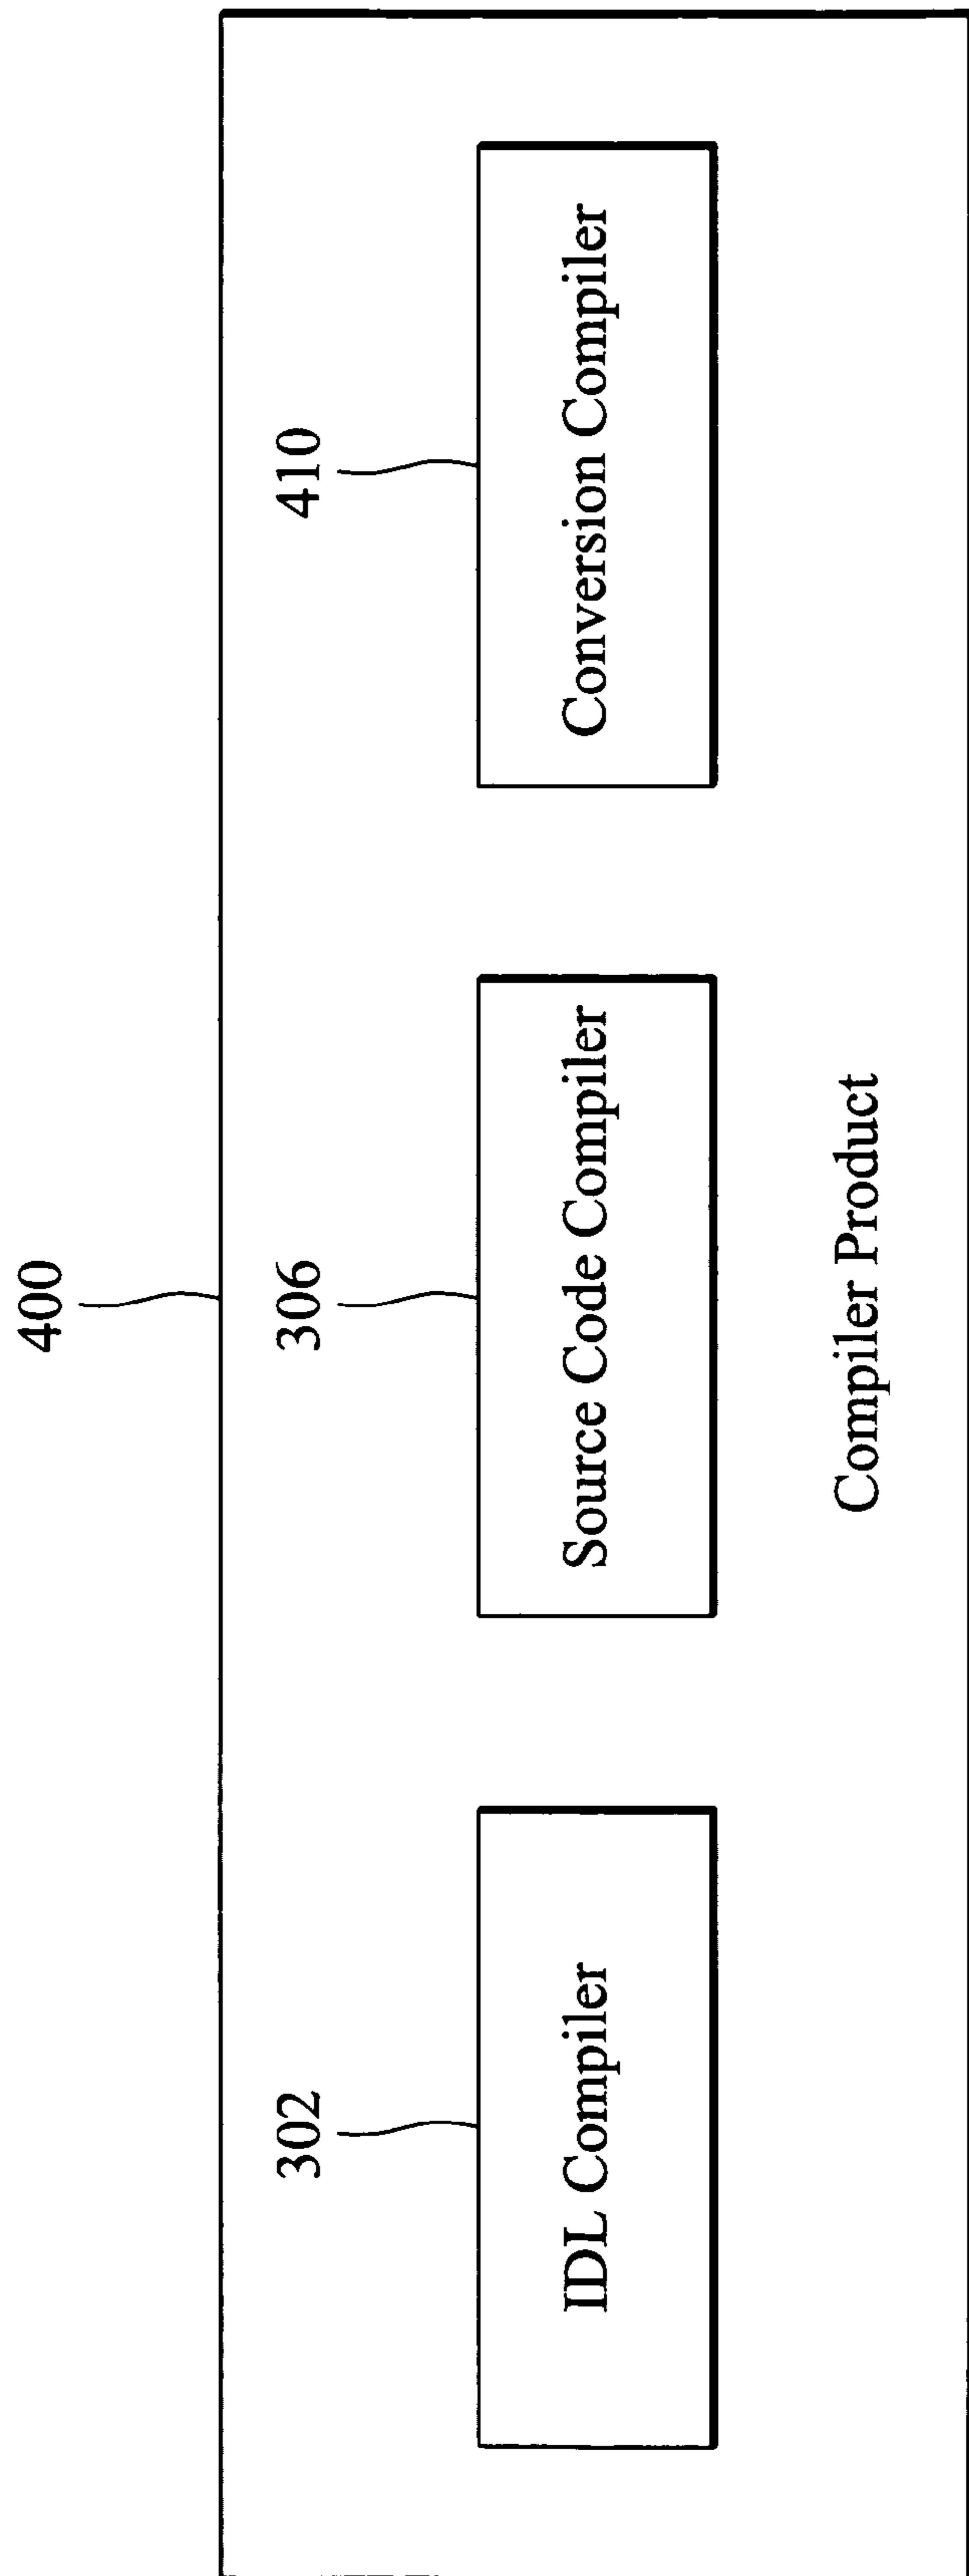 400
302
306
410
IDL Compiler
Source Code Compiler
Conversion Compiler
Compiler Product